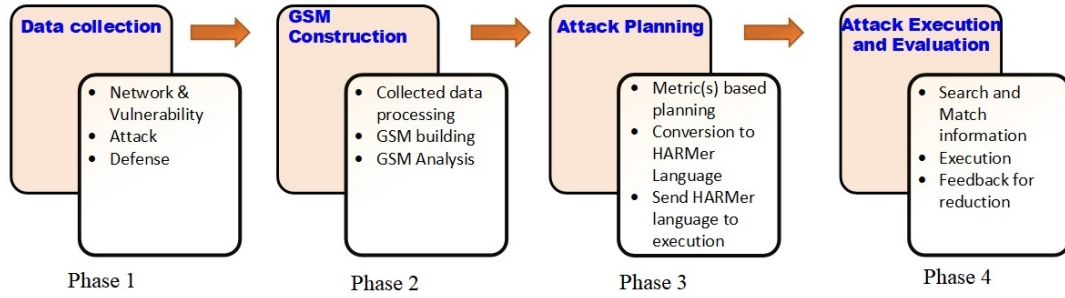 Data collection
• Network &
Vulnerability
• Attack
• Defense
Phase 1
GSM
Construction
• Collected data
processing
• GSM building
• GSM Analysis
Phase 2
Attack Planning
• Metric(s) based
planning
• Conversion to
HARMer
Language
• Send HARMer
language to
execution
Phase 3
Attack Execution
and Evaluation
• Search and
Match
information
• Execution
• Feedback for
reduction
Phase 4